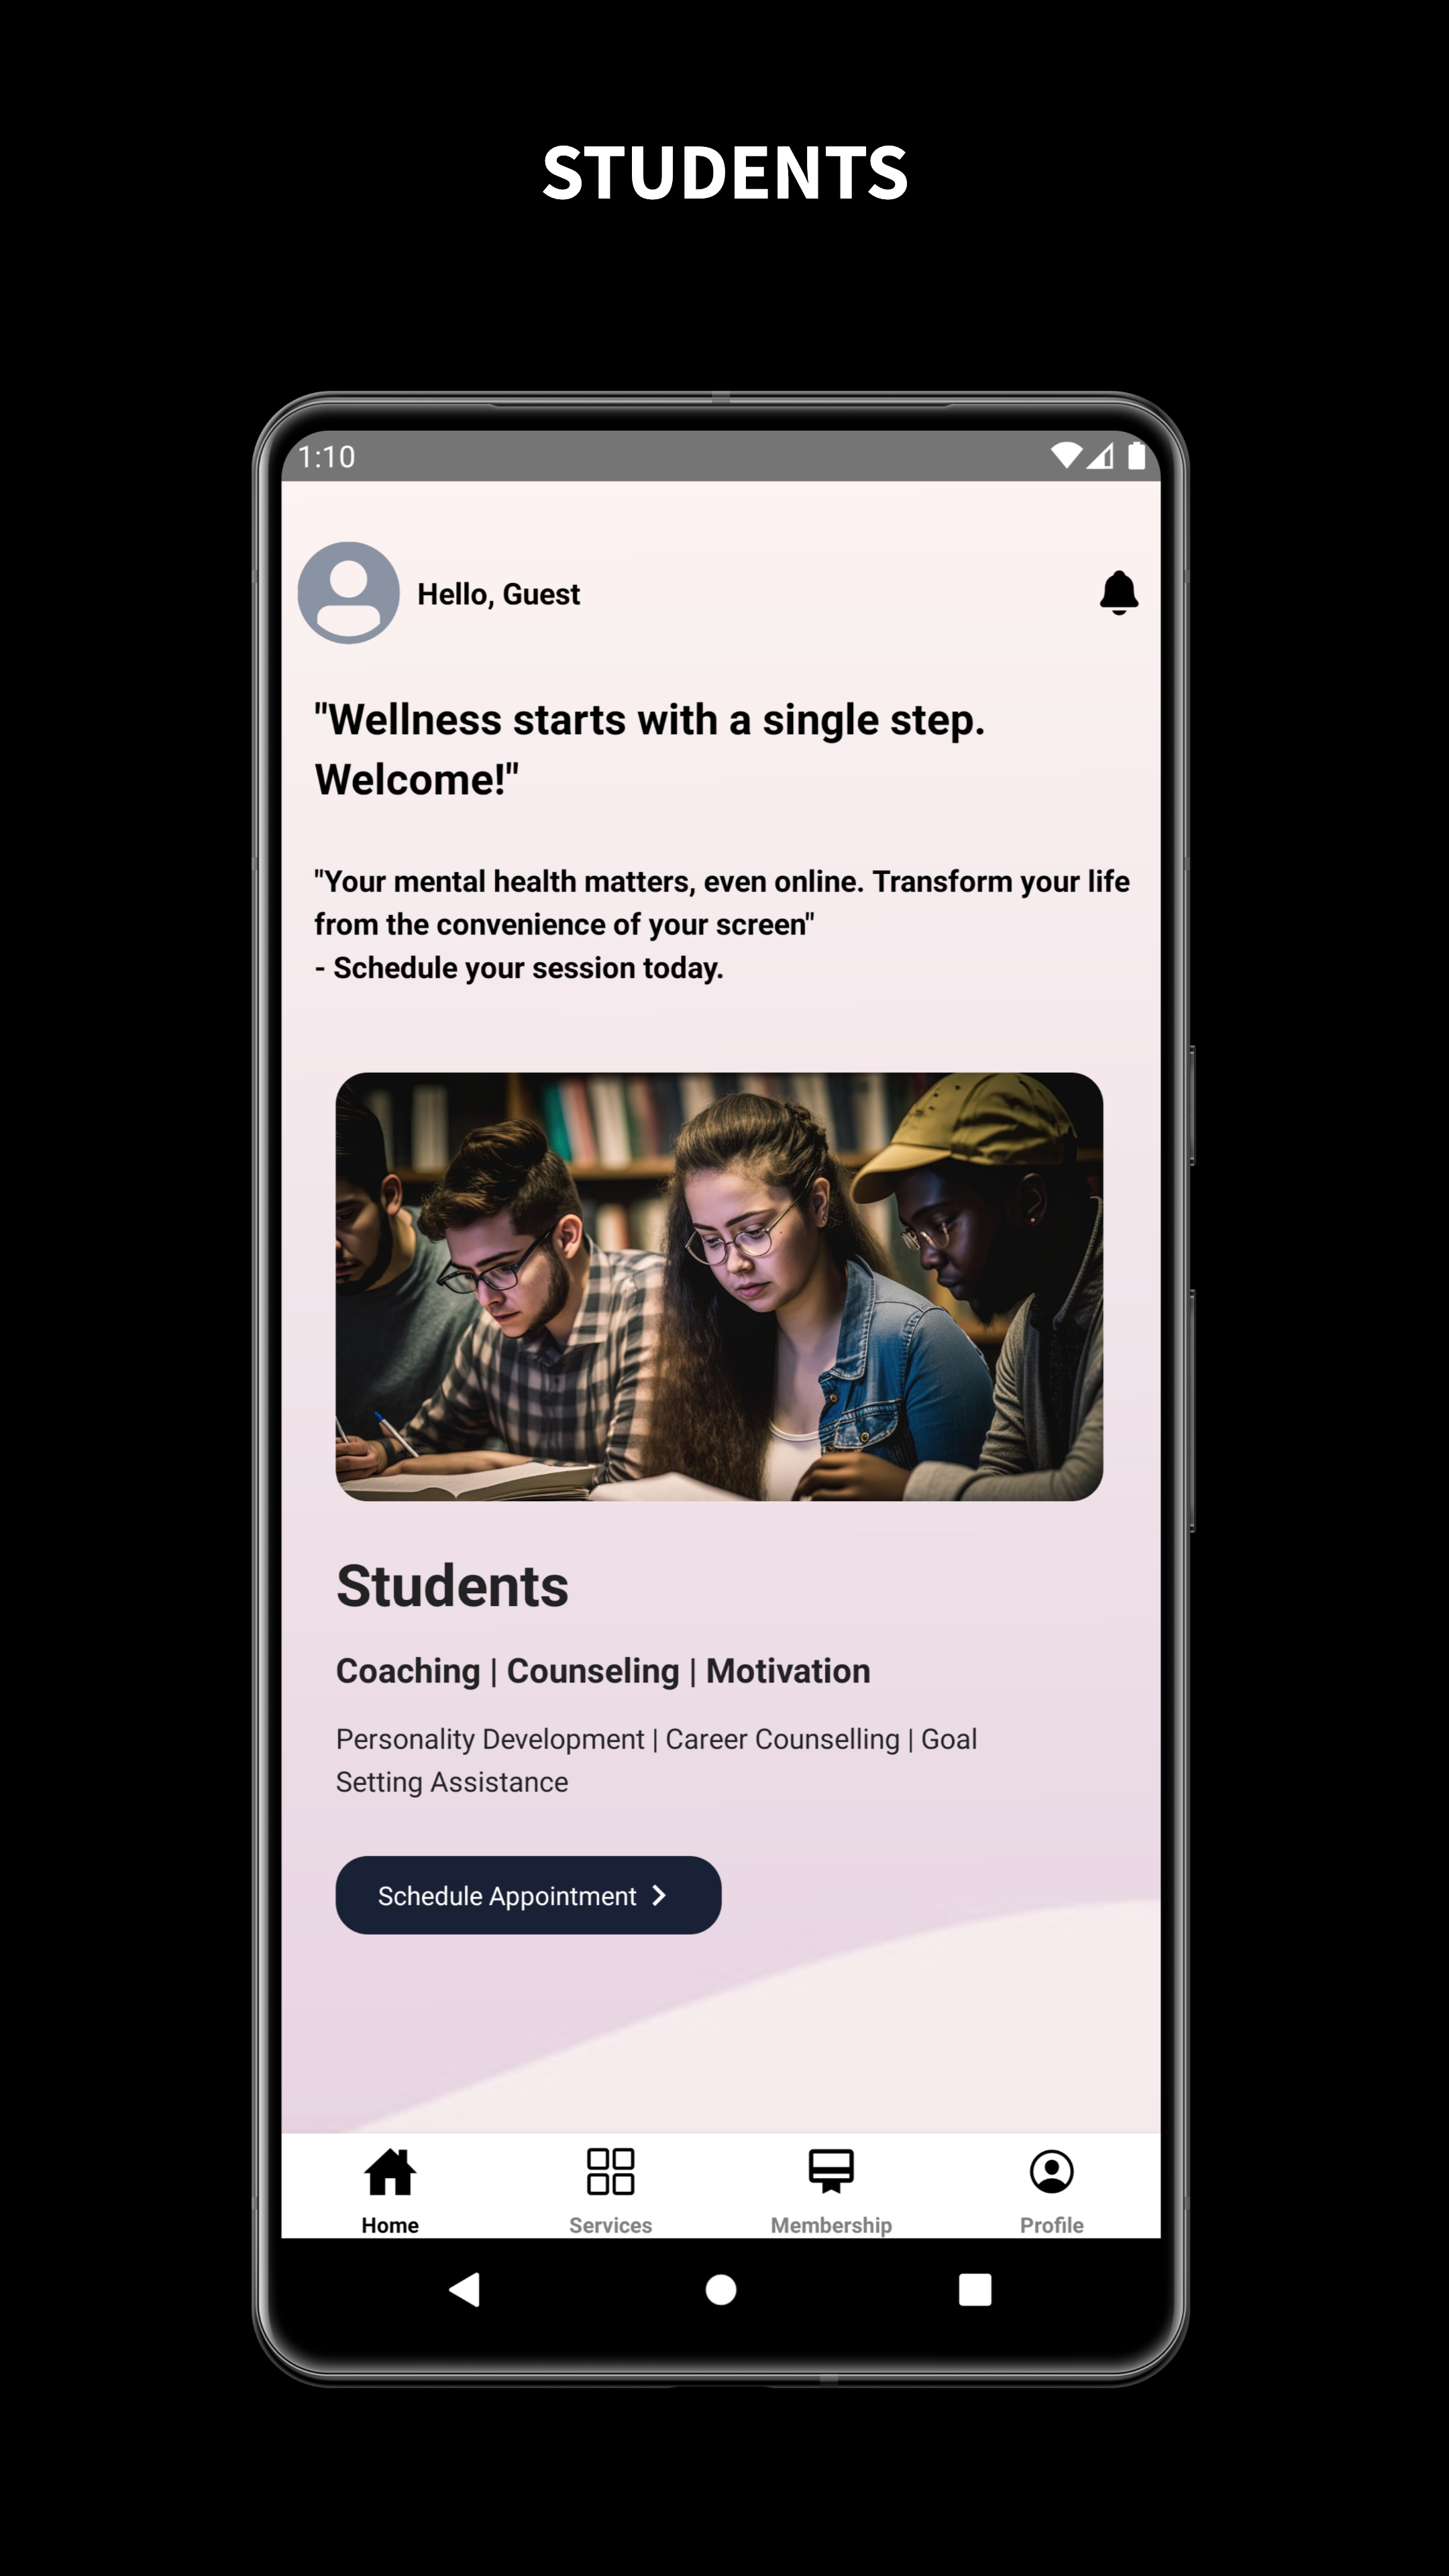 STUDENTS
1:10
Hello, Guest
"Wellness starts with a single step.
Welcome!"
"Your mental health matters, even online. Transform your life
from the convenience of your screen"
- Schedule your session today.
Students
Coaching | Counseling | Motivation
Personality Development | Career Counselling | Goal
Setting Assistance
Schedule Appointment
Home Services Membership Profile